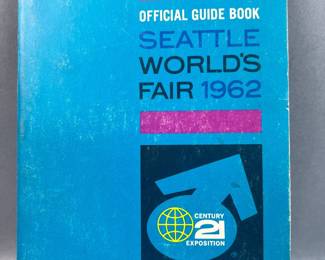 OFFICIAL GUIDE BOOK
SEATTLE
WORLD'S
FAIR 1962
CENTURY
21
EXPOSITION